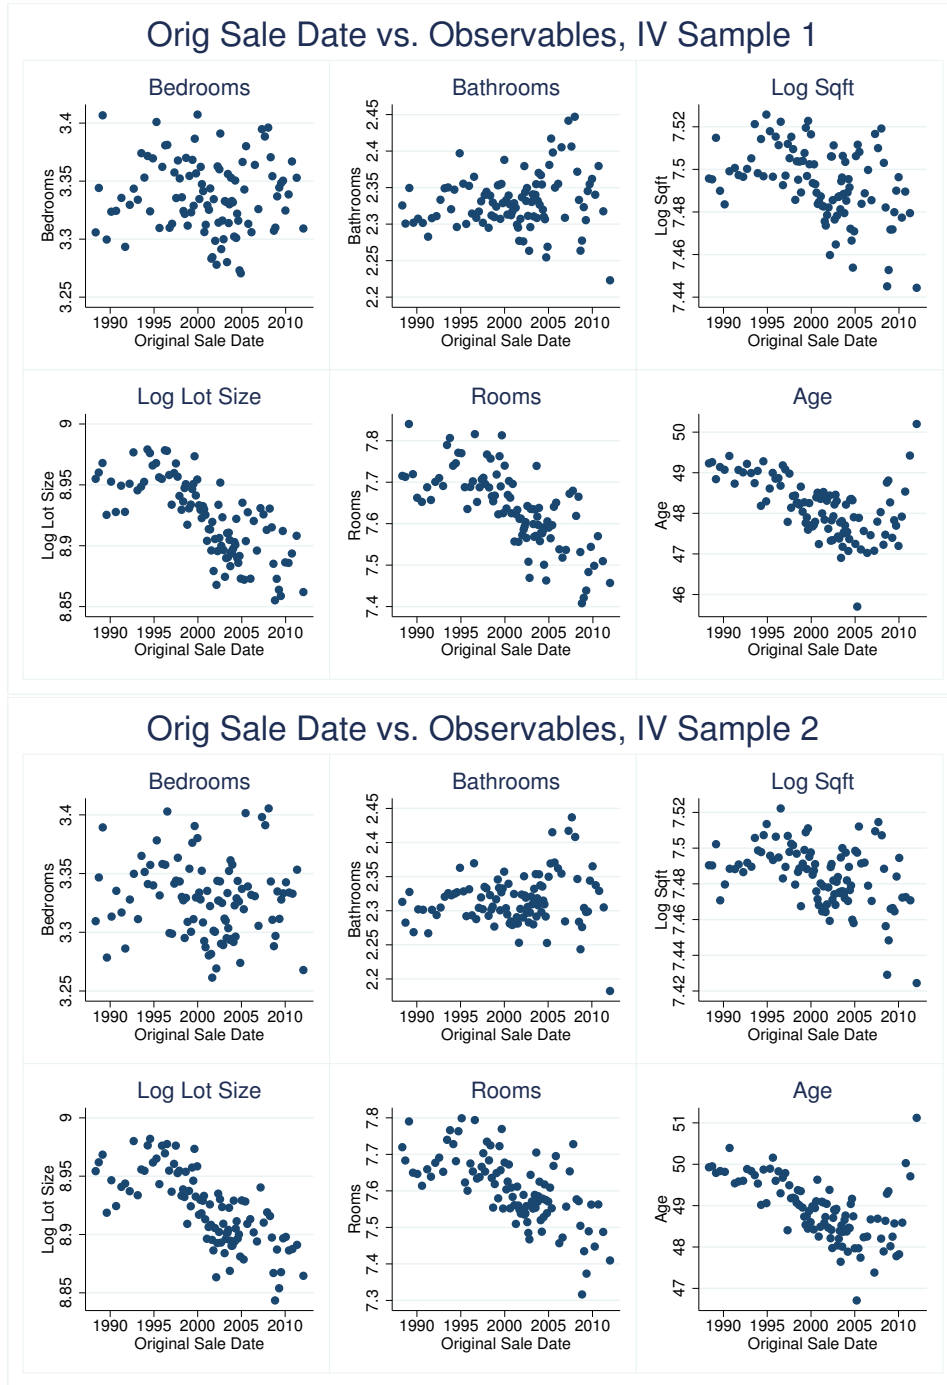 Orig Sale Date vs. Observables, IV Sample 1
Bedrooms
Bedrooms
3.4
3.35
3.3
3.25
1990 1995 2000 2005 2010
Original Sale Date
Bathrooms
Bathrooms
2.45
2.4
2.35
2.3
2.25
2.2
1990 1995 2000 2005 2010
Original Sale Date
Log Sqft
Log Sqft
7.52
7.5
7.48
7.46
7.44
1990 1995 2000 2005 2010
Original Sale Date
Log Lot Size
Log Lot Size
9
8.95
8.9
8.85
1990 1995 2000 2005 2010
Original Sale Date
Rooms
Rooms
7.8
7.7
7.6
7.5
7.4
1990 1995 2000 2005 2010
Original Sale Date
Age
Age
50
49
48
47
46
1990 1995 2000 2005 2010
Original Sale Date
Orig Sale Date vs. Observables, IV Sample 2
Bedrooms
Bedrooms
3.4
3.35
3.3
3.25
1990 1995 2000 2005 2010
Original Sale Date
Bathrooms
Bathrooms
2.45
2.4
2.35
2.3
2.25
2.2
1990 1995 2000 2005 2010
Original Sale Date
Log Sqft
Log Sqft
7.52
7.5
7.48
7.46
7.44
7.42
1990 1995 2000 2005 2010
Original Sale Date
Log Lot Size
Log Lot Size
9
8.95
8.9
8.85
1990 1995 2000 2005 2010
Original Sale Date
Rooms
Rooms
7.8
7.7
7.6
7.5
7.4
7.3
1990 1995 2000 2005 2010
Original Sale Date
Age
Age
51
50
49
48
47
1990 1995 2000 2005 2010
Original Sale Date